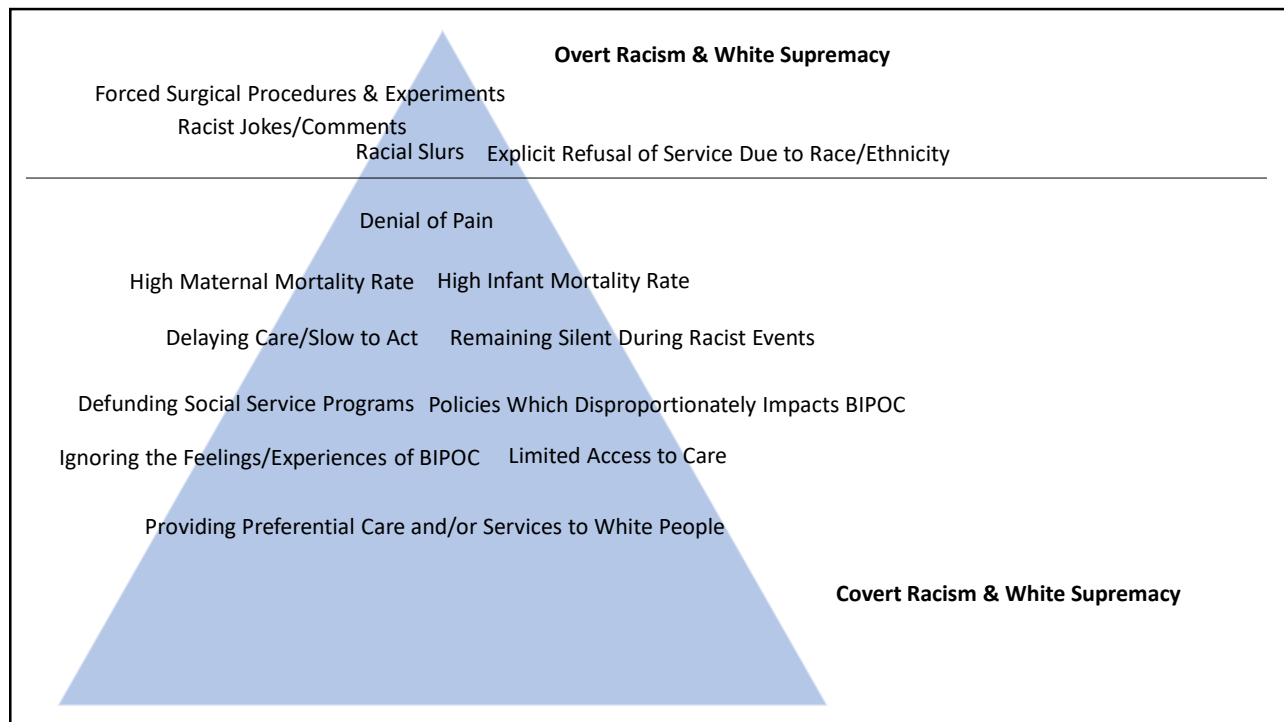 Overt Racism & White Supremacy
Forced Surgical Procedures & Experiments
Racist Jokes/Comments
Racial Slurs
Explicit Refusal of Service Due to Race/Ethnicity
Denial of Pain
High Maternal Mortality Rate
High Infant Mortality Rate
Delaying Care/Slow to Act
Remaining Silent During Racist Events
Defunding Social Service Programs
Policies Which Disproportionately Impacts BIPOC
Ignoring the Feelings/Experiences of BIPOC
Limited Access to Care
Providing Preferential Care and/or Services to White People
Covert Racism & White Supremacy